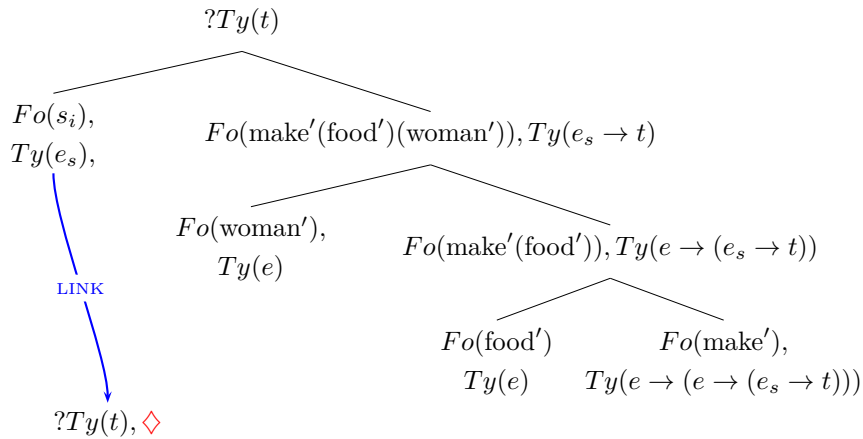 ?Ty(t)
Fo(s_i),
Ty(e_s),
Fo(make′(food′)(woman′)), Ty(e_s → t)
Fo(woman′),
Ty(e)
Fo(make′(food′)), Ty(e → (e_s → t))
LINK
Fo(food′)
Ty(e)
Fo(make′),
Ty(e → (e → (e_s → t)))
?Ty(t), ♢